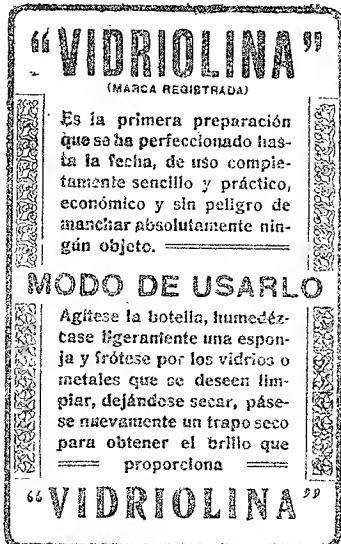 "VIDRIOLINA"
(MARCA REGISTRADA)
Es la primera preparación
que se ha perfeccionado has-
ta la fecha, de uso comple-
tamente sencillo y práctico,
económico y sin peligro de
manchar absolutamente nin-
gún objeto.
MODO DE USARLO
Agítese la botella, humedéz-
case ligeramente una espon-
ja y frótese por los vidrios o
metales que se deseen lim-
piar, dejándose secar, páse-
se nuevamente un trapo seco
para obtener el brillo que
proporciona
"VIDRIOLINA"